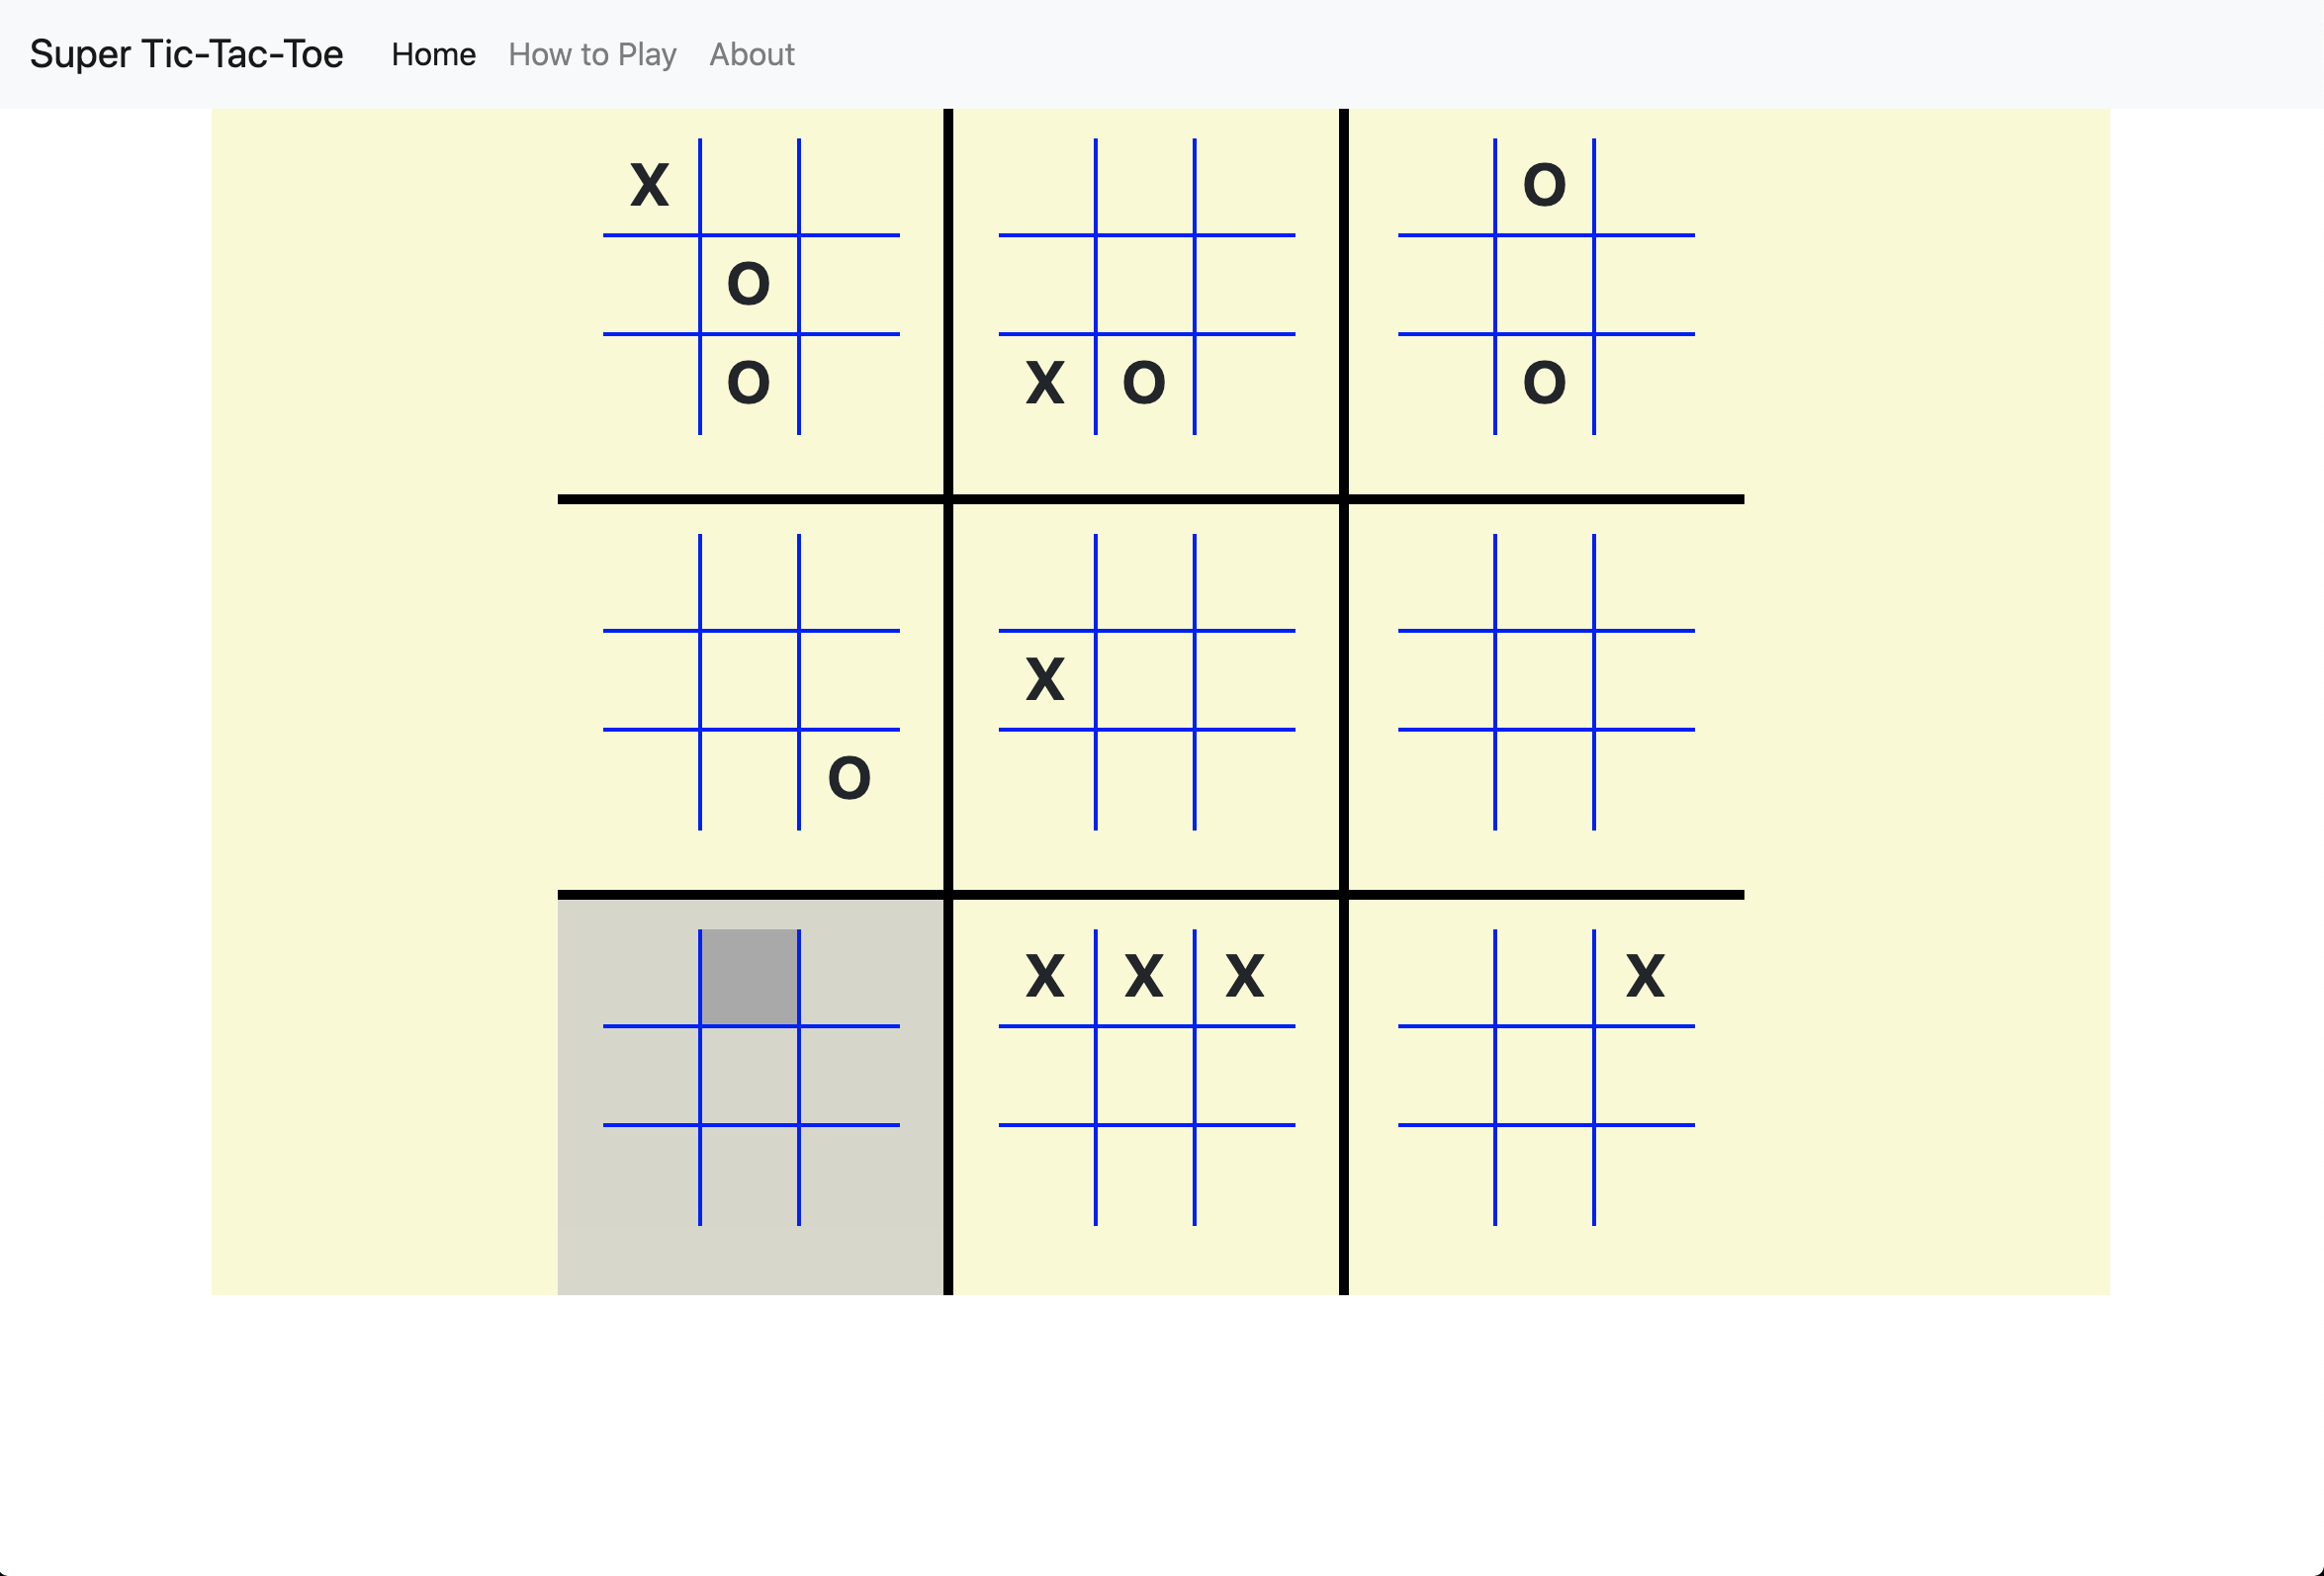 Super Tic-Tac-Toe Home How to Play About
X O
O
O X O O
X
O
X X X X